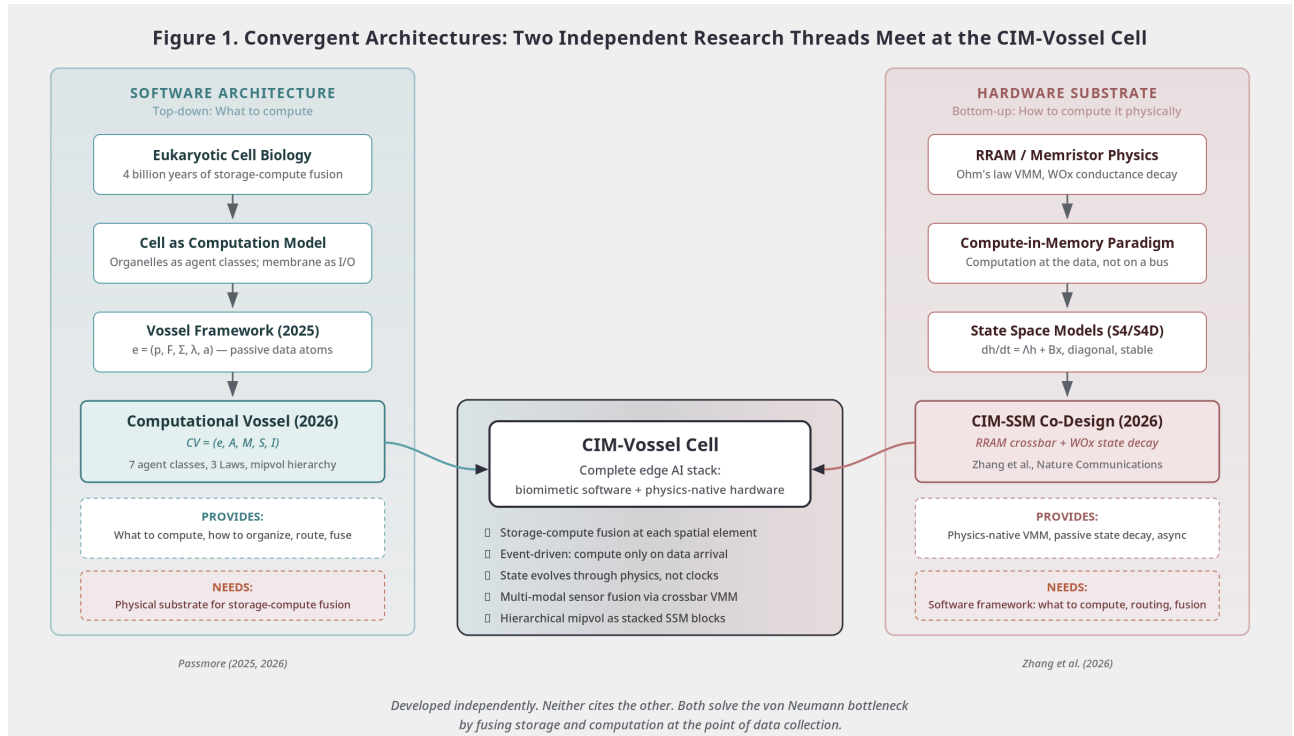 Figure 1. Convergent Architectures: Two Independent Research Threads Meet at the CIM-Vossel Cell
SOFTWARE ARCHITECTURE
Top-down: What to compute
Eukaryotic Cell Biology
4 billion years of storage-compute fusion
Cell as Computation Model
Organelles as agent classes; membrane as I/O
Vossel Framework (2025)
e = (p, F, Σ, λ, a) — passive data atoms
Computational Vossel (2026)
CV = (e, A, M, S, I)
7 agent classes, 3 Laws, mipvol hierarchy
PROVIDES:
What to compute, how to organize, route, fuse
NEEDS:
Physical substrate for storage-compute fusion
Passmore (2025, 2026)
CIM-Vossel Cell
Complete edge AI stack:
biomimetic software + physics-native hardware
Storage-compute fusion at each spatial element
Event-driven: compute only on data arrival
State evolves through physics, not clocks
Multi-modal sensor fusion via crossbar VMM
Hierarchical mipvol as stacked SSM blocks
HARDWARE SUBSTRATE
Bottom-up: How to compute it physically
RRAM / Memristor Physics
Ohm's law VMM, WOx conductance decay
Compute-in-Memory Paradigm
Computation at the data, not on a bus
State Space Models (S4/S4D)
dh/dt = Λh + Bx, diagonal, stable
CIM-SSM Co-Design (2026)
RRAM crossbar + WOx state decay
Zhang et al., Nature Communications
PROVIDES:
Physics-native VMM, passive state decay, async
NEEDS:
Software framework: what to compute, routing, fusion
Zhang et al. (2026)
Developed independently. Neither cites the other. Both solve the von Neumann bottleneck
by fusing storage and computation at the point of data collection.